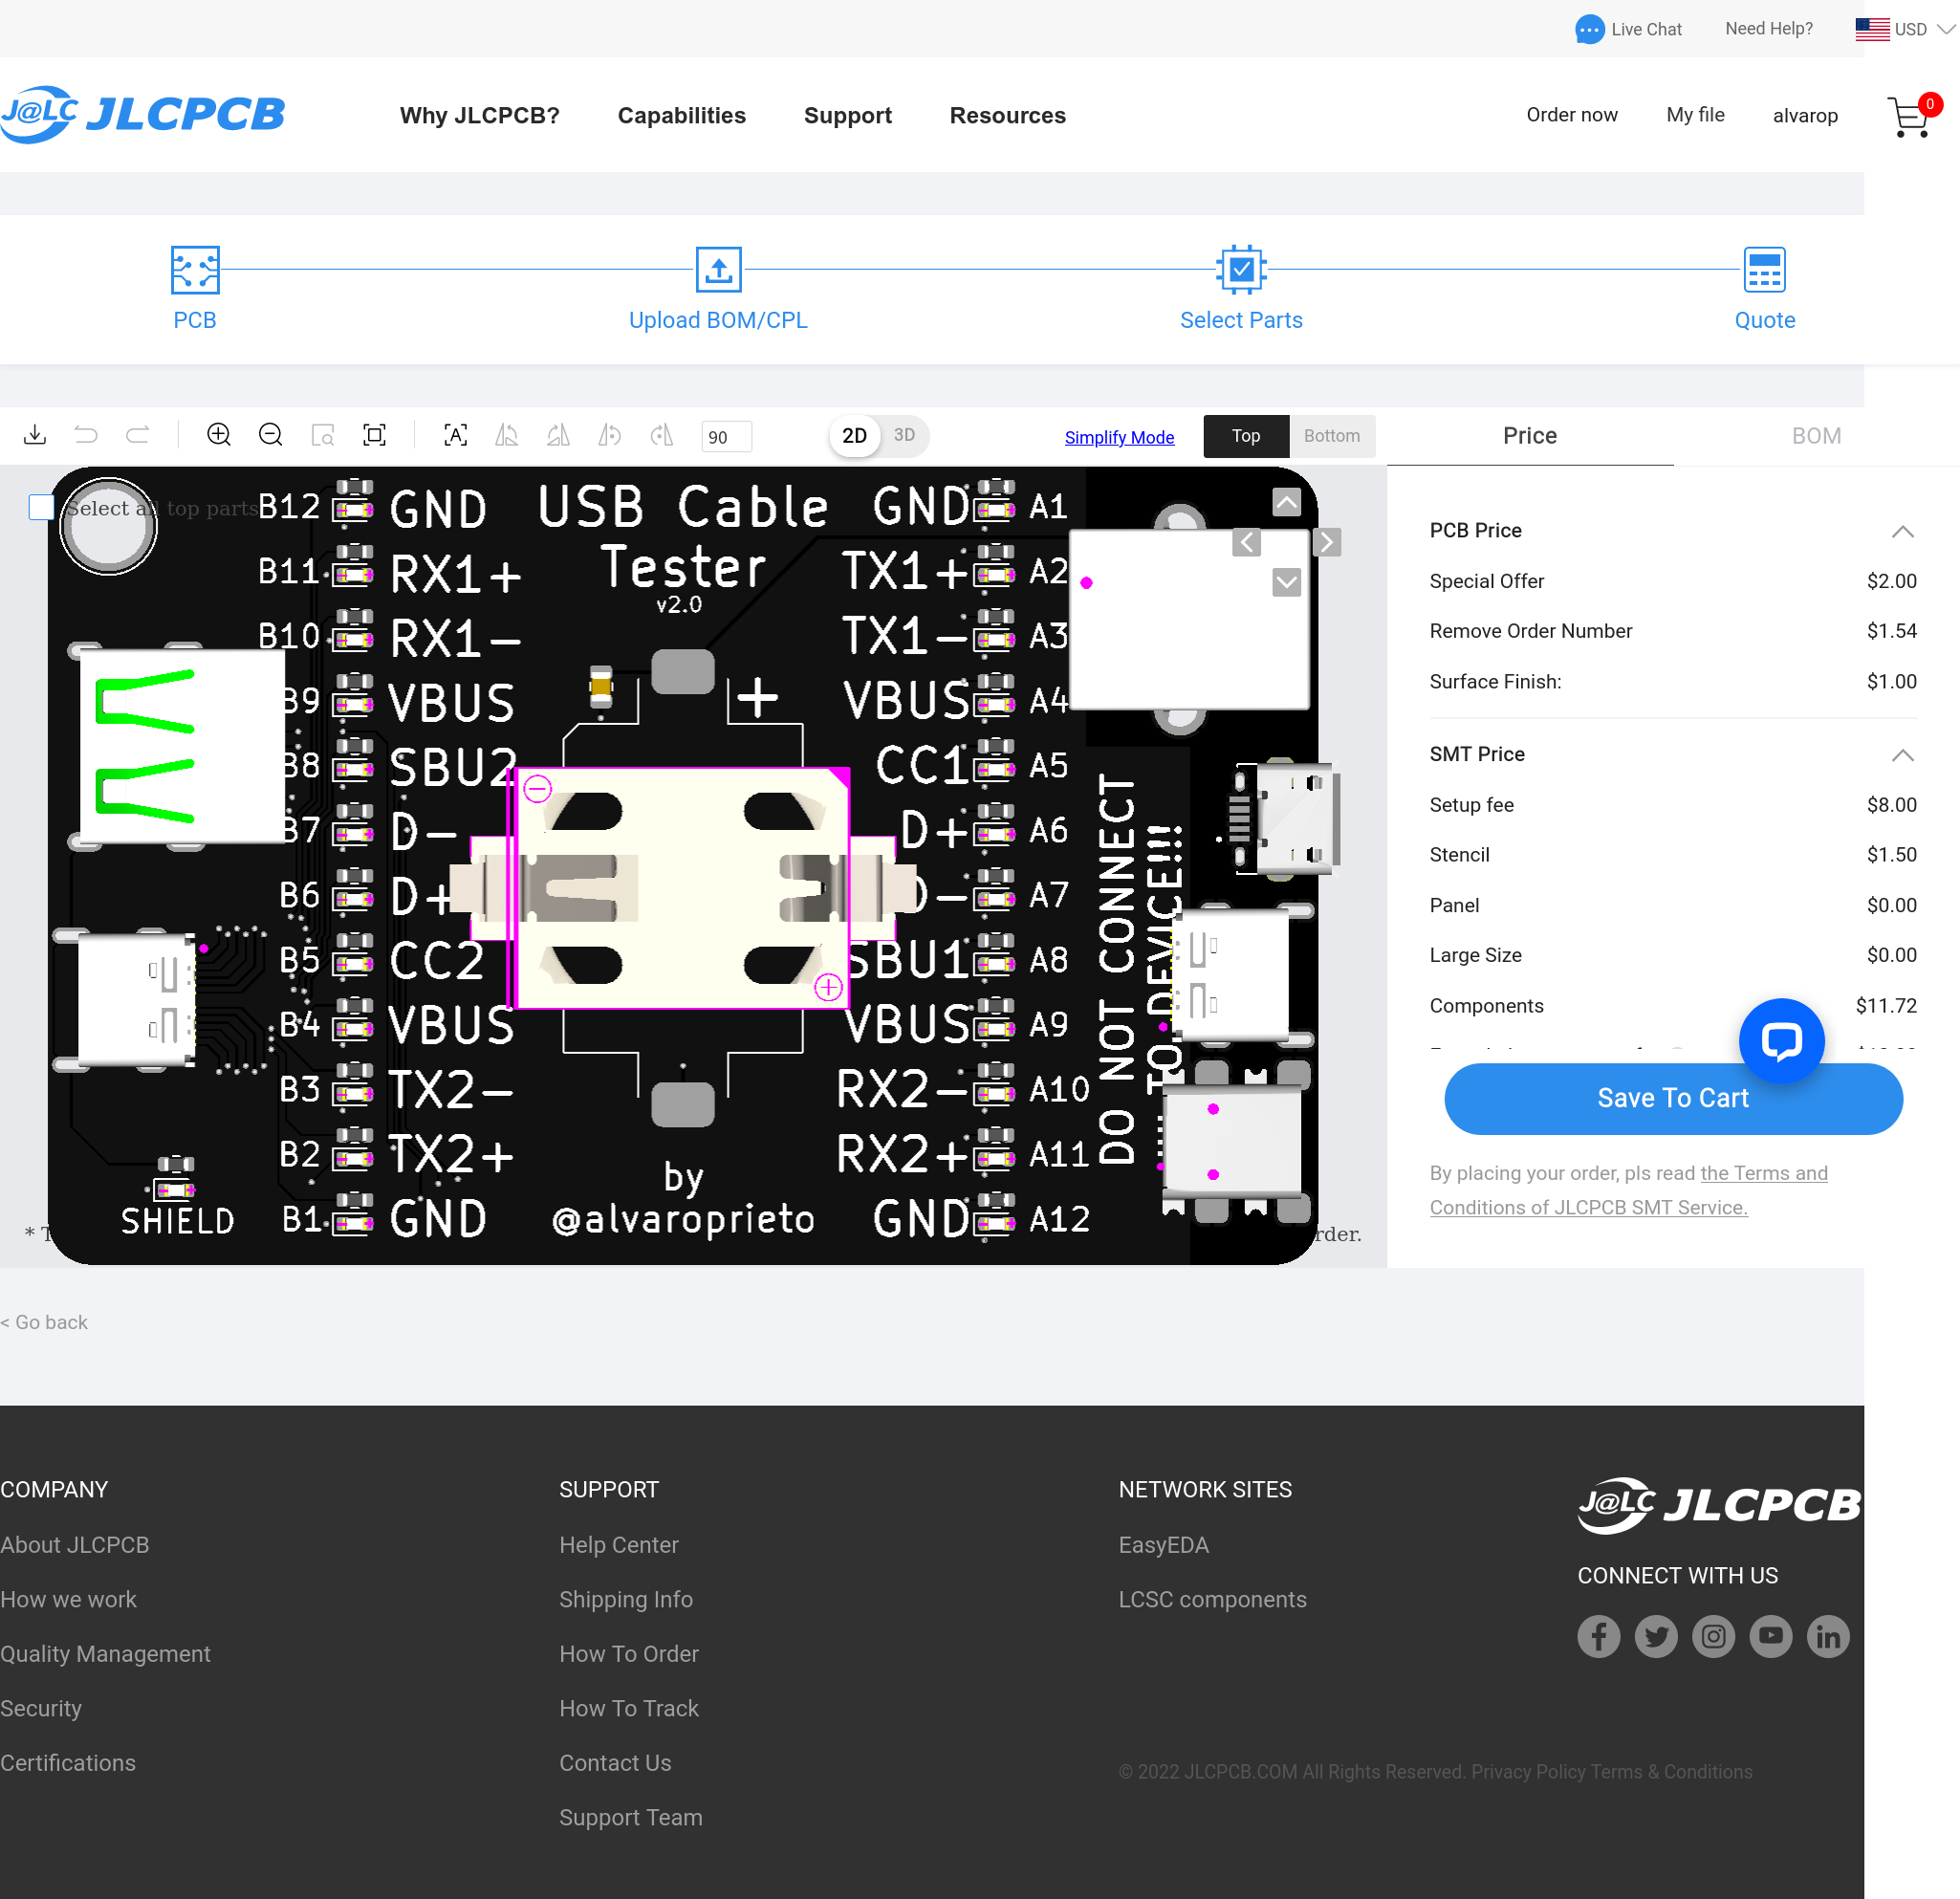 Live Chat
Need Help?
USD
J@LC JLCPCB
Why JLCPCB?
Capabilities
Support
Resources
Order now
My file
alvarop
0
PCB
Upload BOM/CPL
Select Parts
Quote
A
90
2D
3D
Simplify Mode
Top
Bottom
Price
BOM
Select all top parts
B12
GND
B11
RX1+
B10
RX1-
B9
VBUS
B8
SBU2
B7
D-
B6
D+
B5
CC2
B4
VBUS
B3
TX2-
B2
TX2+
B1
GND
SHIELD
USB Cable
Tester
v2.0
+
by
@alvaroprieto
GND
A1
TX1+
A2
TX1-
A3
VBUS
A4
CC1
A5
D+
A6
D-
A7
SBU1
A8
VBUS
A9
RX2-
A10
RX2+
A11
GND
A12
DO NOT CONNECT
TO DEVICE!!!
rder.
PCB Price
Special Offer $2.00
Remove Order Number $1.54
Surface Finish: $1.00
SMT Price
Setup fee $8.00
Stencil $1.50
Panel $0.00
Large Size $0.00
Components $11.72
Save To Cart
By placing your order, pls read the Terms and
Conditions of JLCPCB SMT Service.
< Go back
COMPANY
About JLCPCB
How we work
Quality Management
Security
Certifications
SUPPORT
Help Center
Shipping Info
How To Order
How To Track
Contact Us
Support Team
NETWORK SITES
EasyEDA
LCSC components
J@LC JLCPCB
CONNECT WITH US
© 2022 JLCPCB.COM All Rights Reserved. Privacy Policy Terms & Conditions